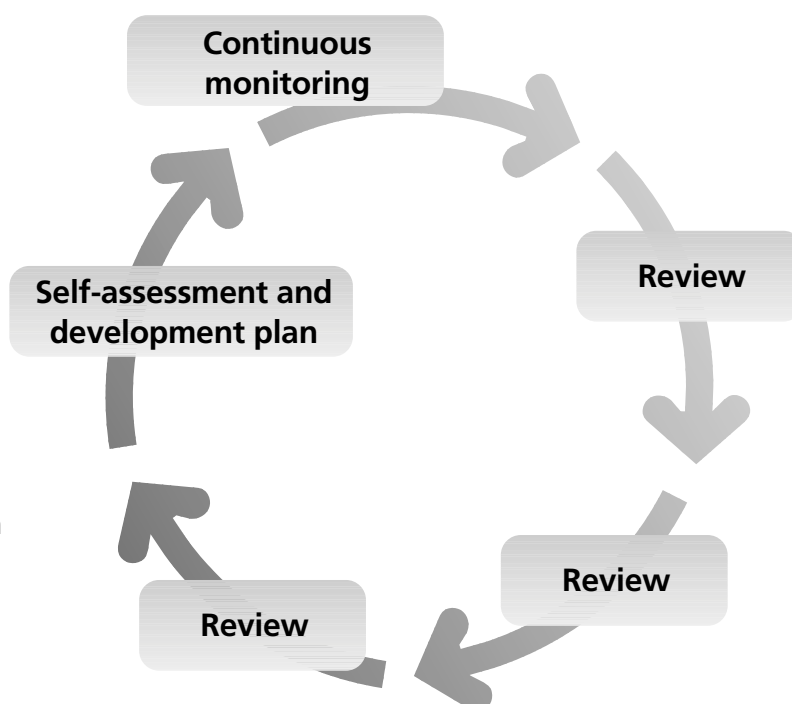 Continuous
monitoring
Review
Self-assessment and
development plan
Review
Review